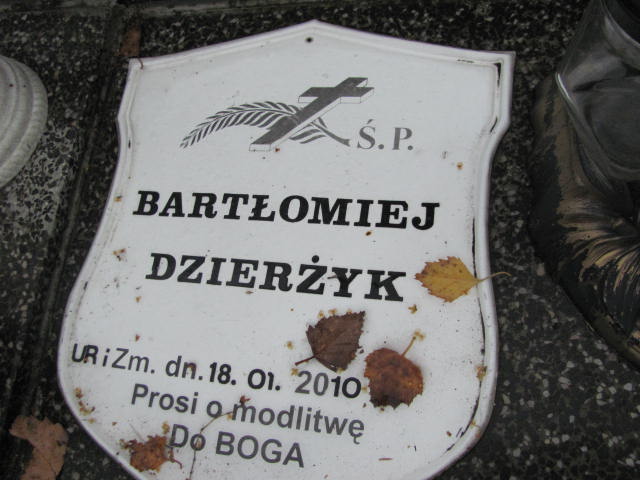 Ś.P.
BARTŁOMIEJ
DZIERŻYK
UR i Zm. dn. 18. 01. 2010
Prosi o modlitwę
Do BOGA